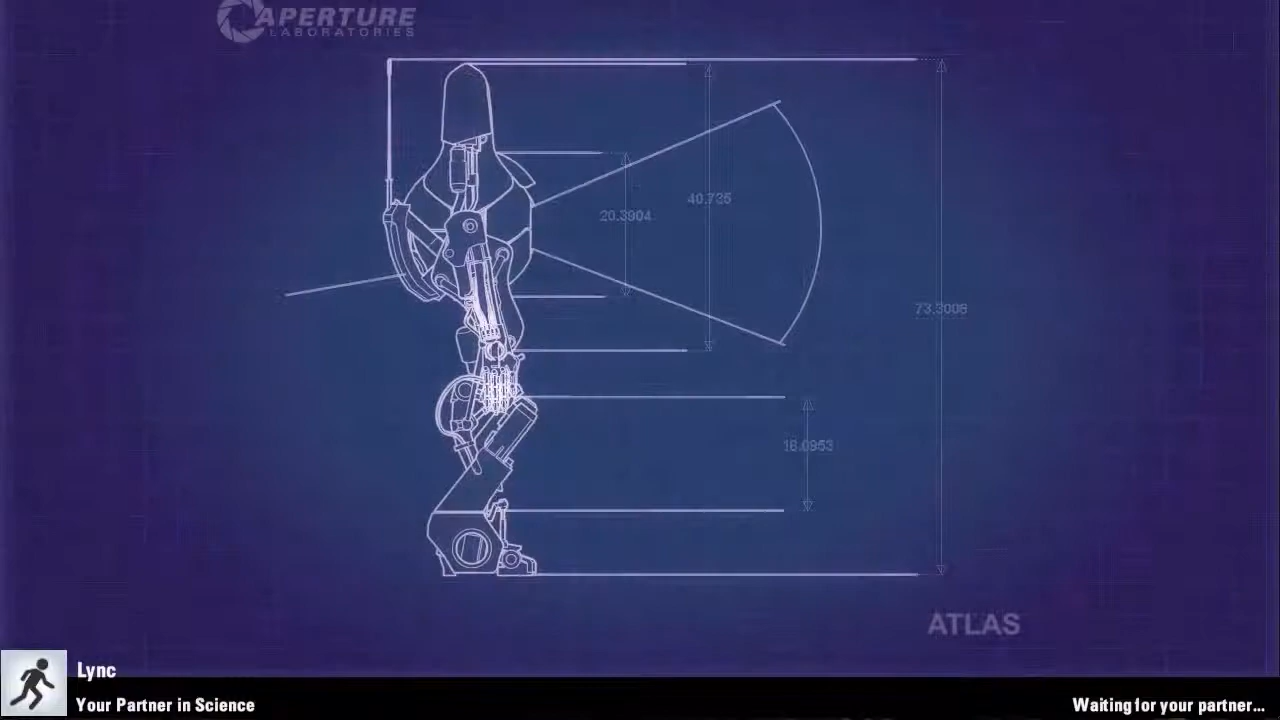 APERTURE
LABORATORIES
40.735
20.3904
73.3008
18.0953
ATLAS
Lync
Your Partner in Science
Waiting for your partner...